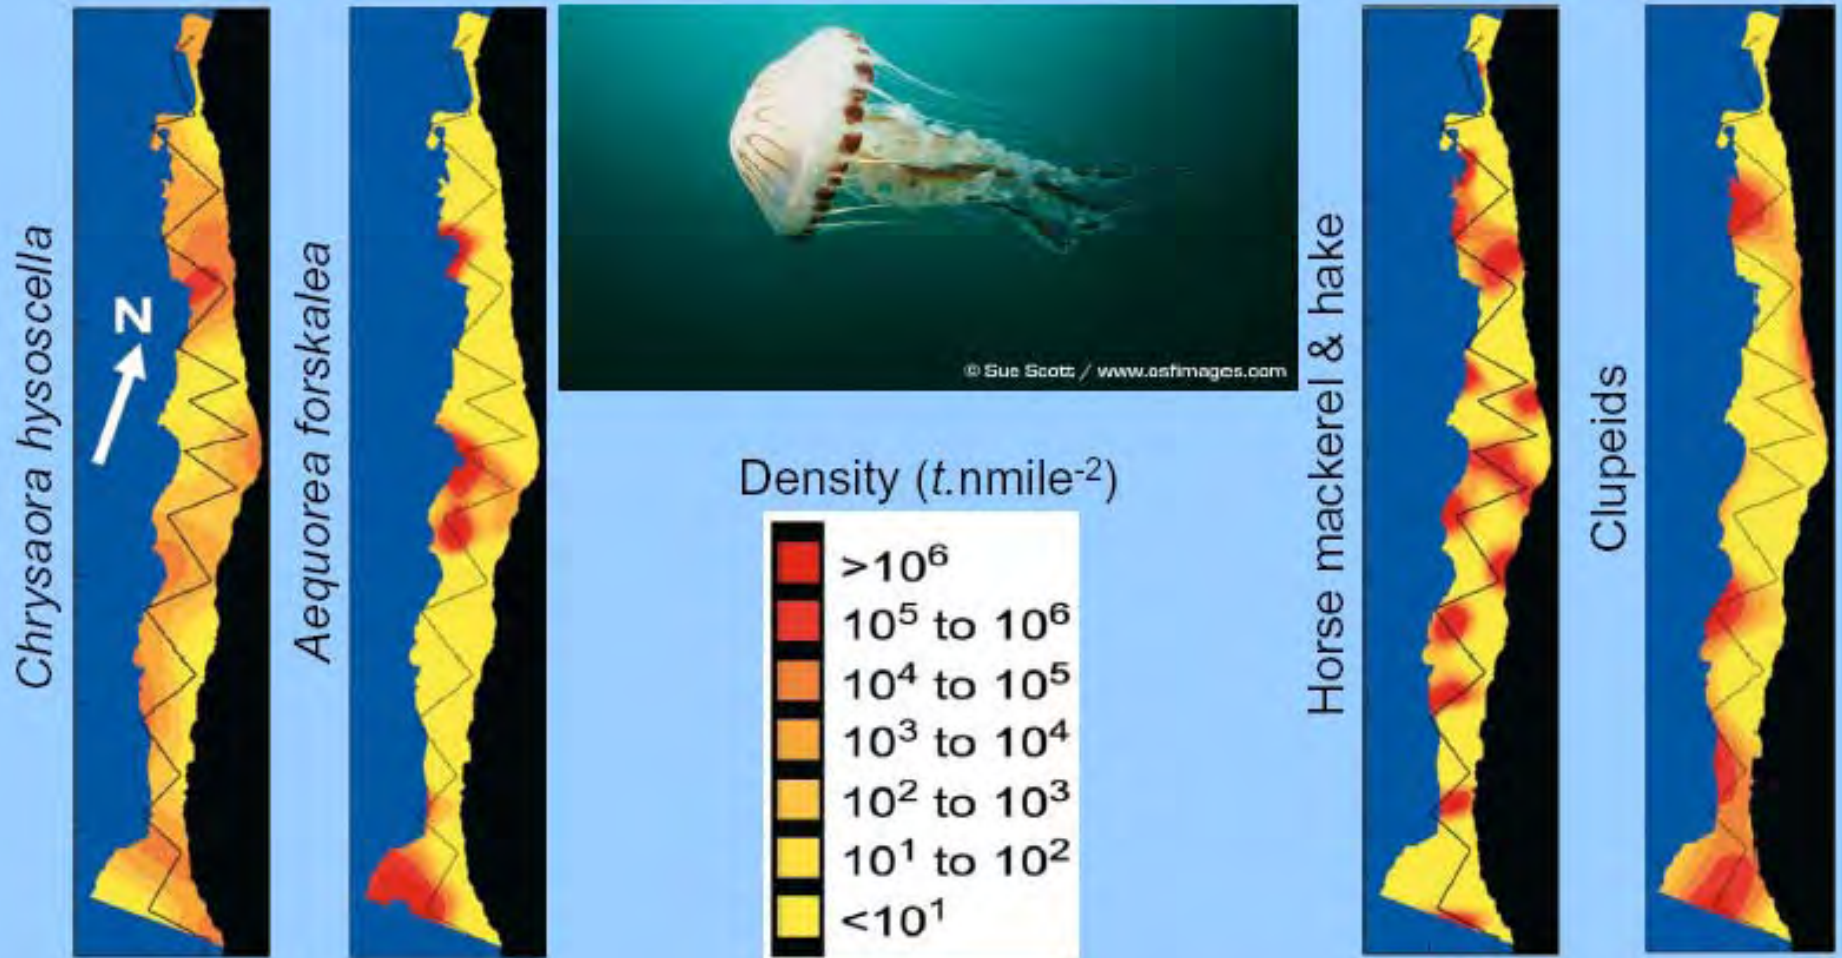 Chrysaora hysoscella
N
Aequorea forskalea
© Sue Scott / www.osfimages.com
Density (t.nmile⁻²)
>10⁶
10⁵ to 10⁶
10⁴ to 10⁵
10³ to 10⁴
10² to 10³
10¹ to 10²
<10¹
Horse mackerel & hake
Clupeids